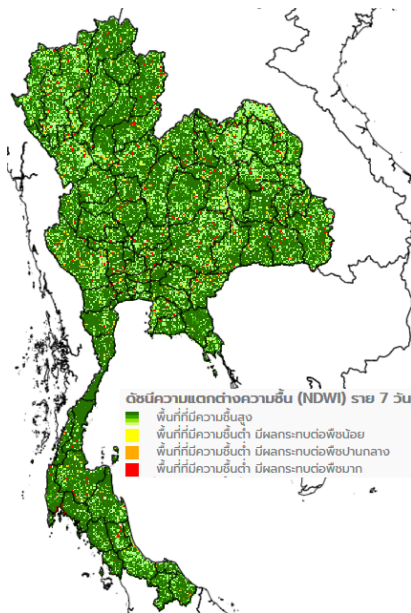 ดัชนีความแตกต่างความชื้น (NDWI) ราย 7 วัน
พื้นที่ที่มีความชื้นสูง
พื้นที่ที่มีความชื้นต่ำ มีผลกระทบต่อพืชน้อย
พื้นที่ที่มีความชื้นต่ำ มีผลกระทบต่อพืชปานกลาง
พื้นที่ที่มีความชื้นต่ำ มีผลกระทบต่อพืชมาก